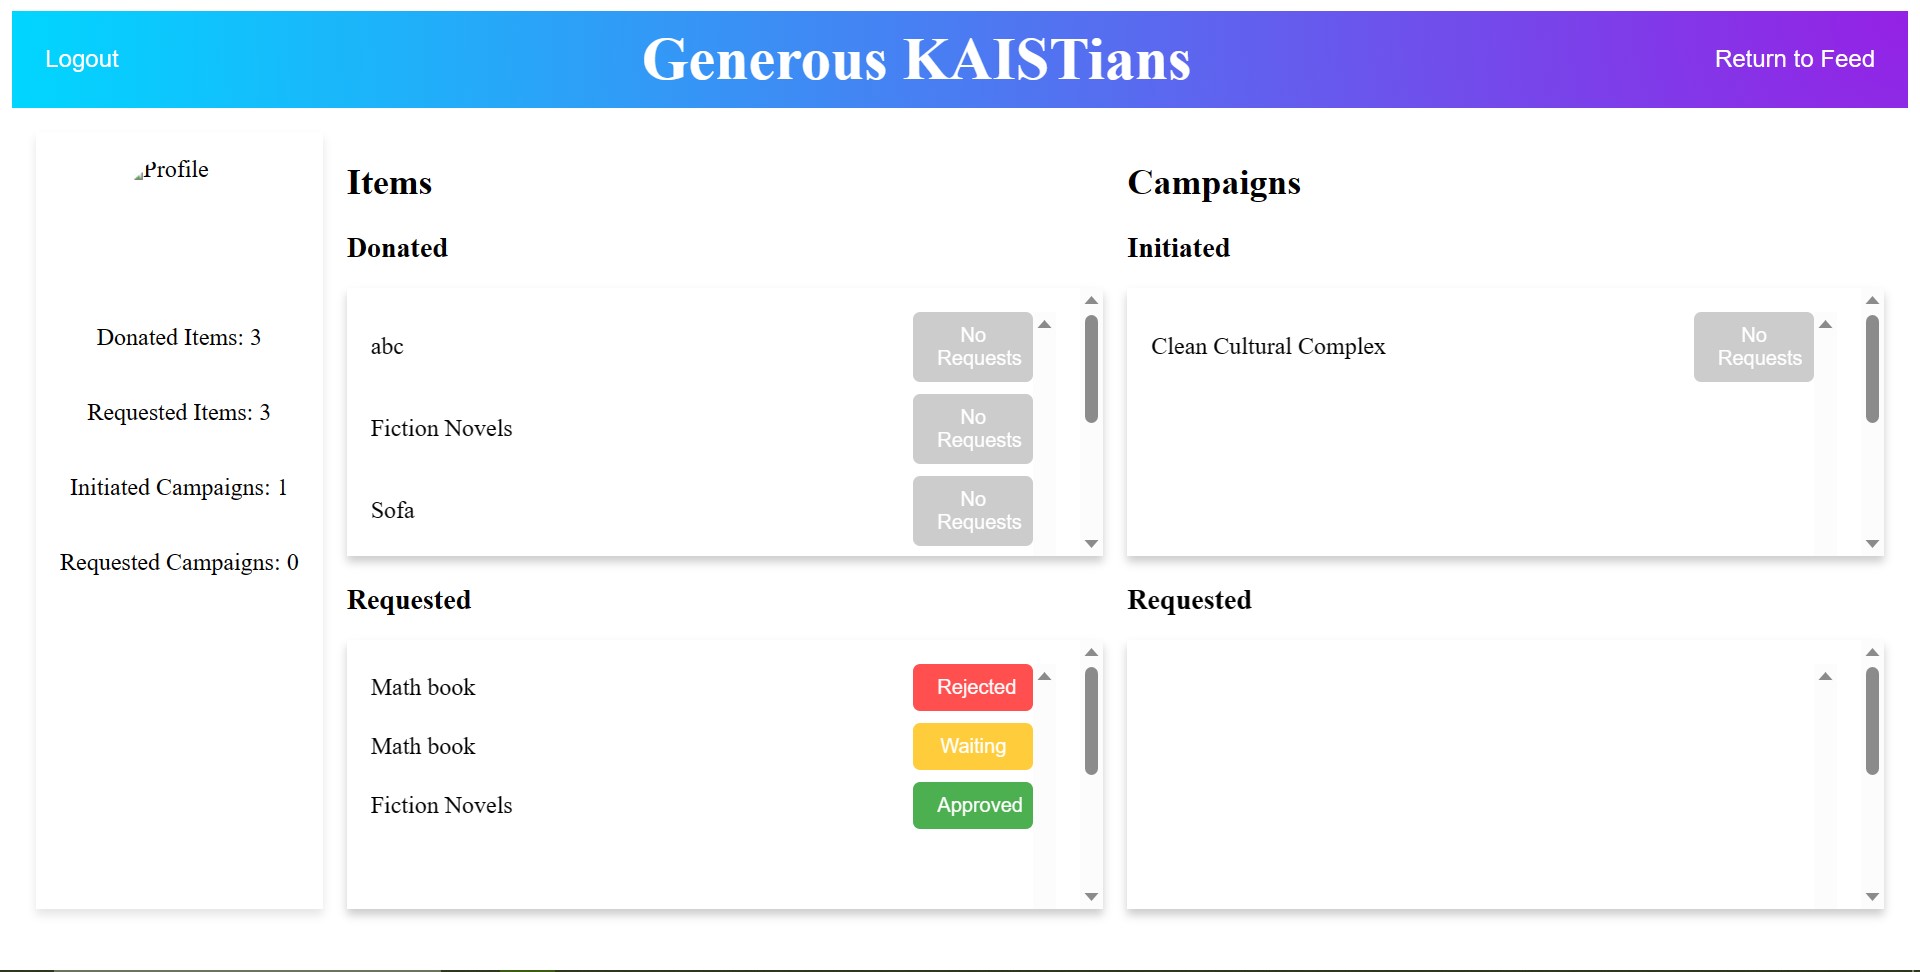 Logout
Generous KAISTians
Return to Feed
Profile
Donated Items: 3
Requested Items: 3
Initiated Campaigns: 1
Requested Campaigns: 0
Items
Donated
abc
No
Requests
Fiction Novels
No
Requests
Sofa
No
Requests
Requested
Math book
Rejected
Math book
Waiting
Fiction Novels
Approved
Campaigns
Initiated
Clean Cultural Complex
No
Requests
Requested